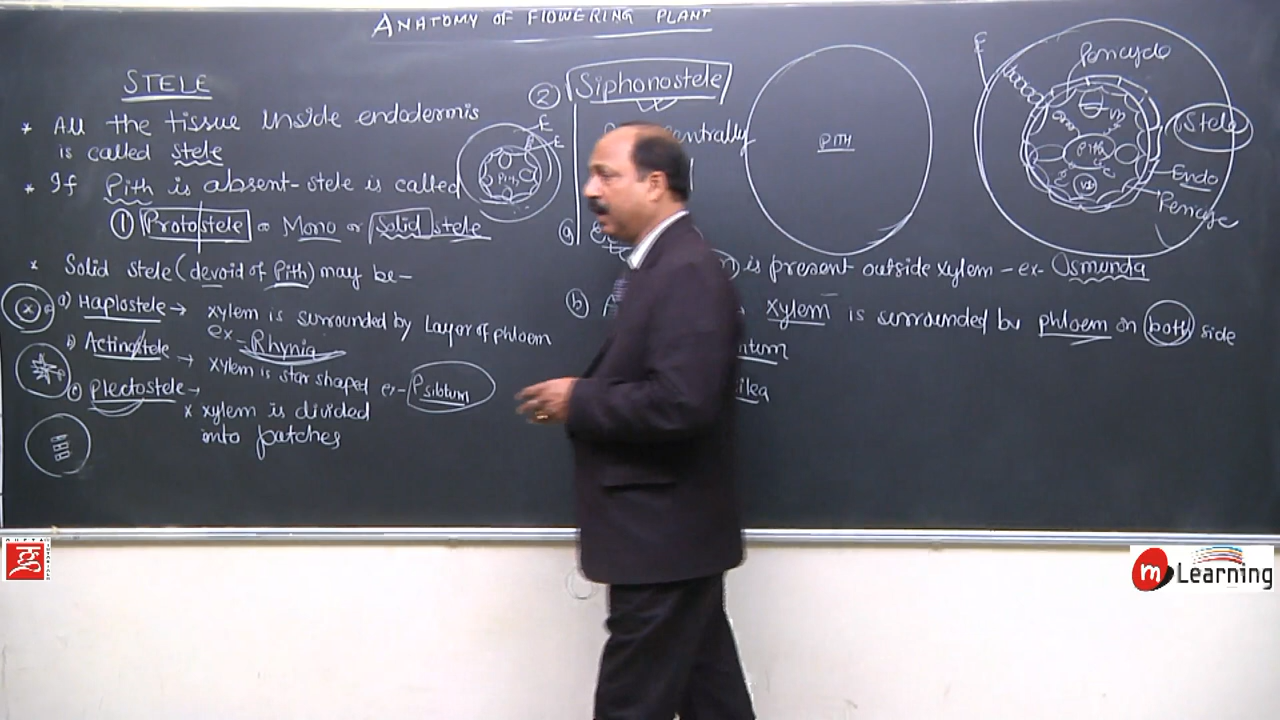 ANATOMY OF FLOWERING PLANT
STELE
* All the tissue inside endodermis
is called stele
* If Pith is absent-stele is called
① Protostele or Mono or Solid stele
* Solid stele (devoid of Pith) may be -
a) Haplostele → xylem is surrounded by Layer of phloem
ex - Rhynia
b) Actinostele → xylem is star shaped ex - Psibtum
c) Plectostele →
* xylem is divided
into patches
x
E
E
Pith
② Siphonostele
centrally
a
is present outside xylem - ex - Osmunda
b
Xylem is surrounded by phloem on both side
PITH
E
Pericycle
Pith
Stele
Endo
Pericye
m Learning